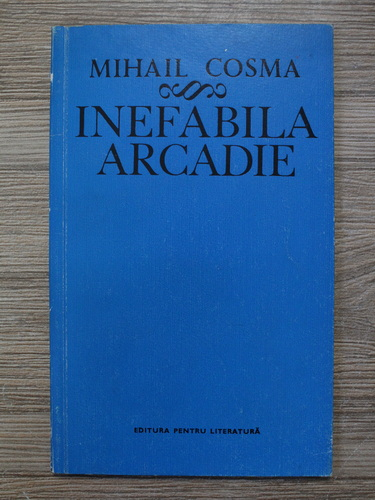 MIHAIL COSMA
INEFABILA
ARCADIE
EDITURA PENTRU LITERATURĂ